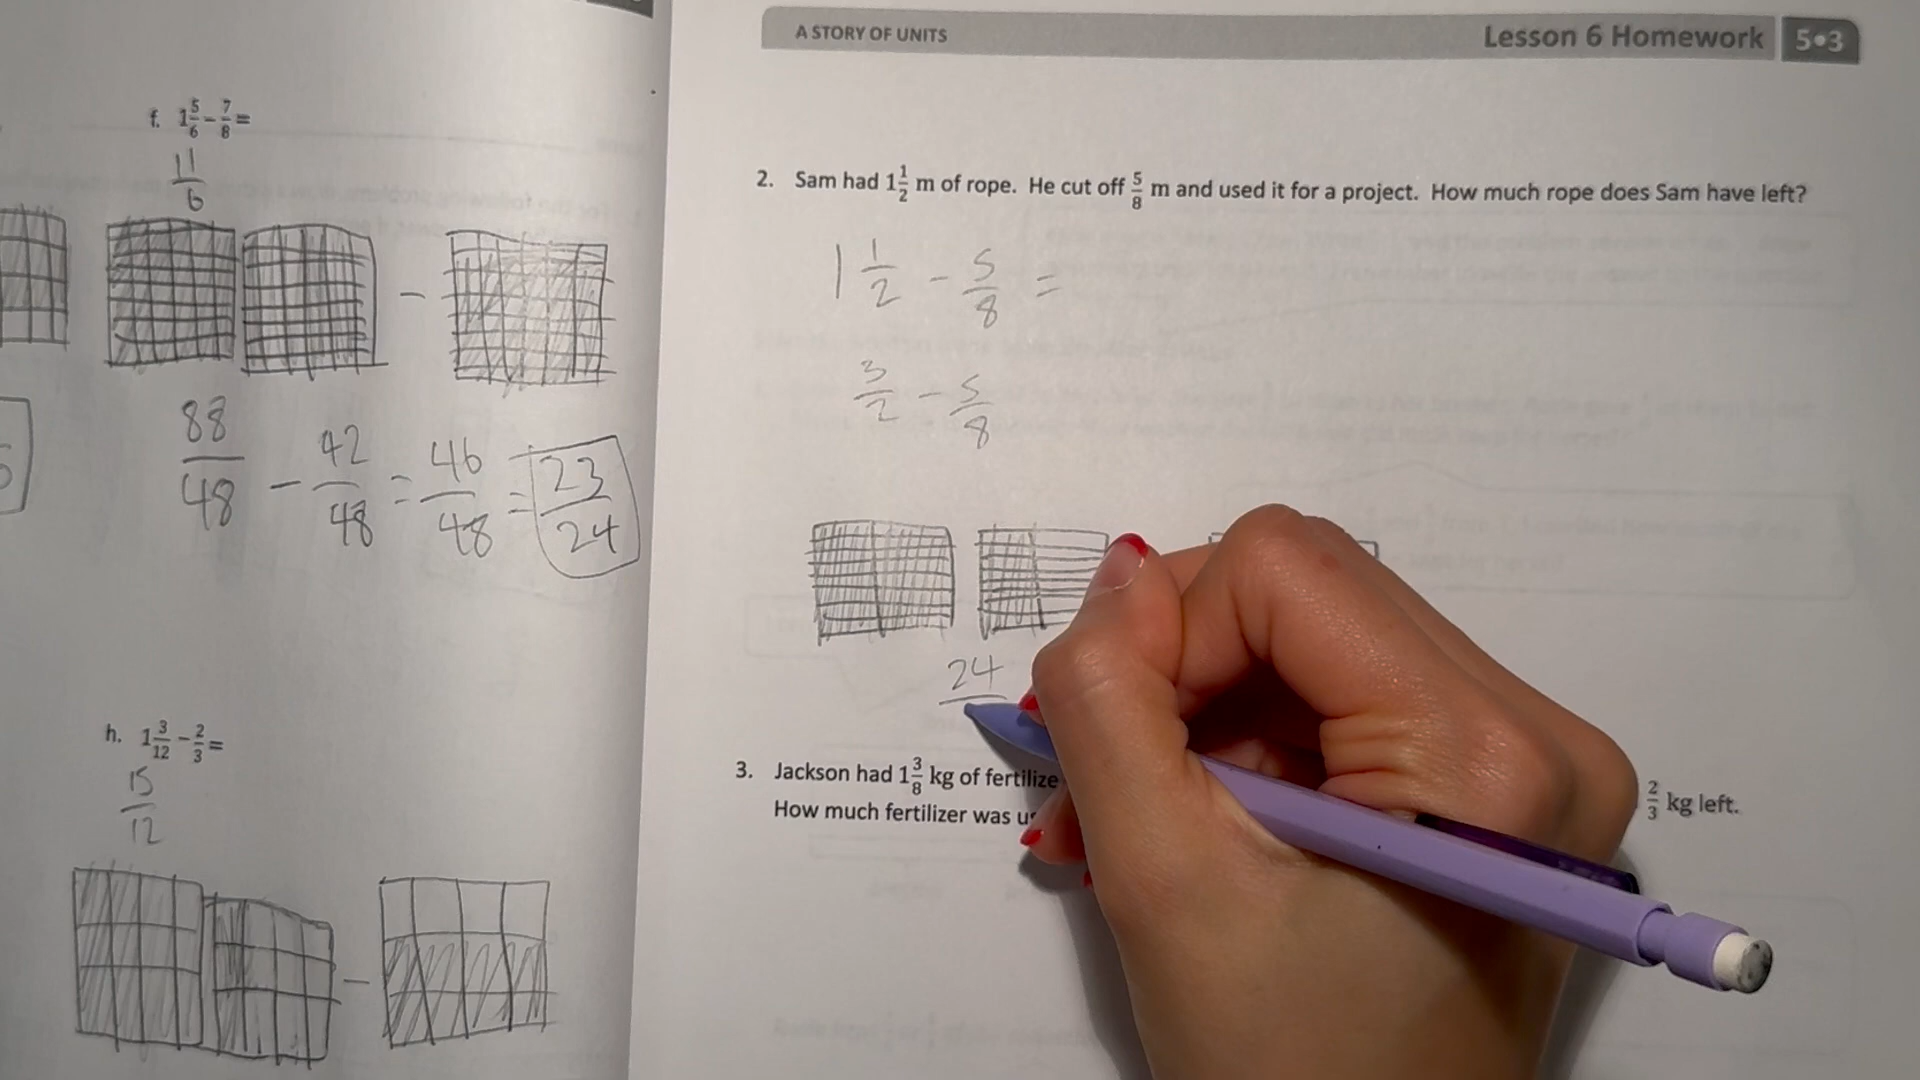 f. 1 5/6 - 7/8 =
11/6
88/48 - 42/48 = 46/48 = 23/24
h. 1 3/12 - 2/3 =
15/12
A STORY OF UNITS
Lesson 6 Homework 5•3
2. Sam had 1 1/2 m of rope. He cut off 5/8 m and used it for a project. How much rope does Sam have left?
1 1/2 - 5/8 =
3/2 - 5/8
24
3. Jackson had 1 3/8 kg of fertilize 2/3 kg left.
How much fertilizer was